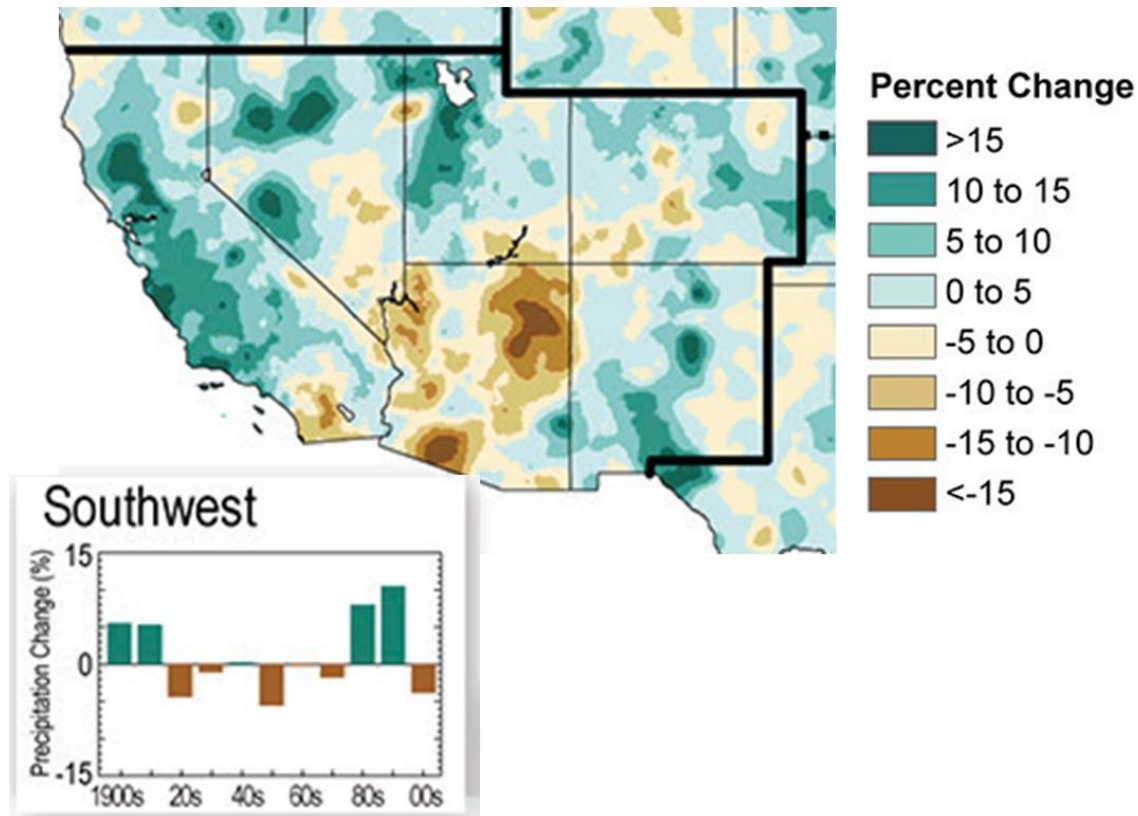 Percent Change
>15
10 to 15
5 to 10
0 to 5
-5 to 0
-10 to -5
-15 to -10
<-15
Southwest
Precipitation Change (%)
15
0
-15
1900s 20s 40s 60s 80s 00s